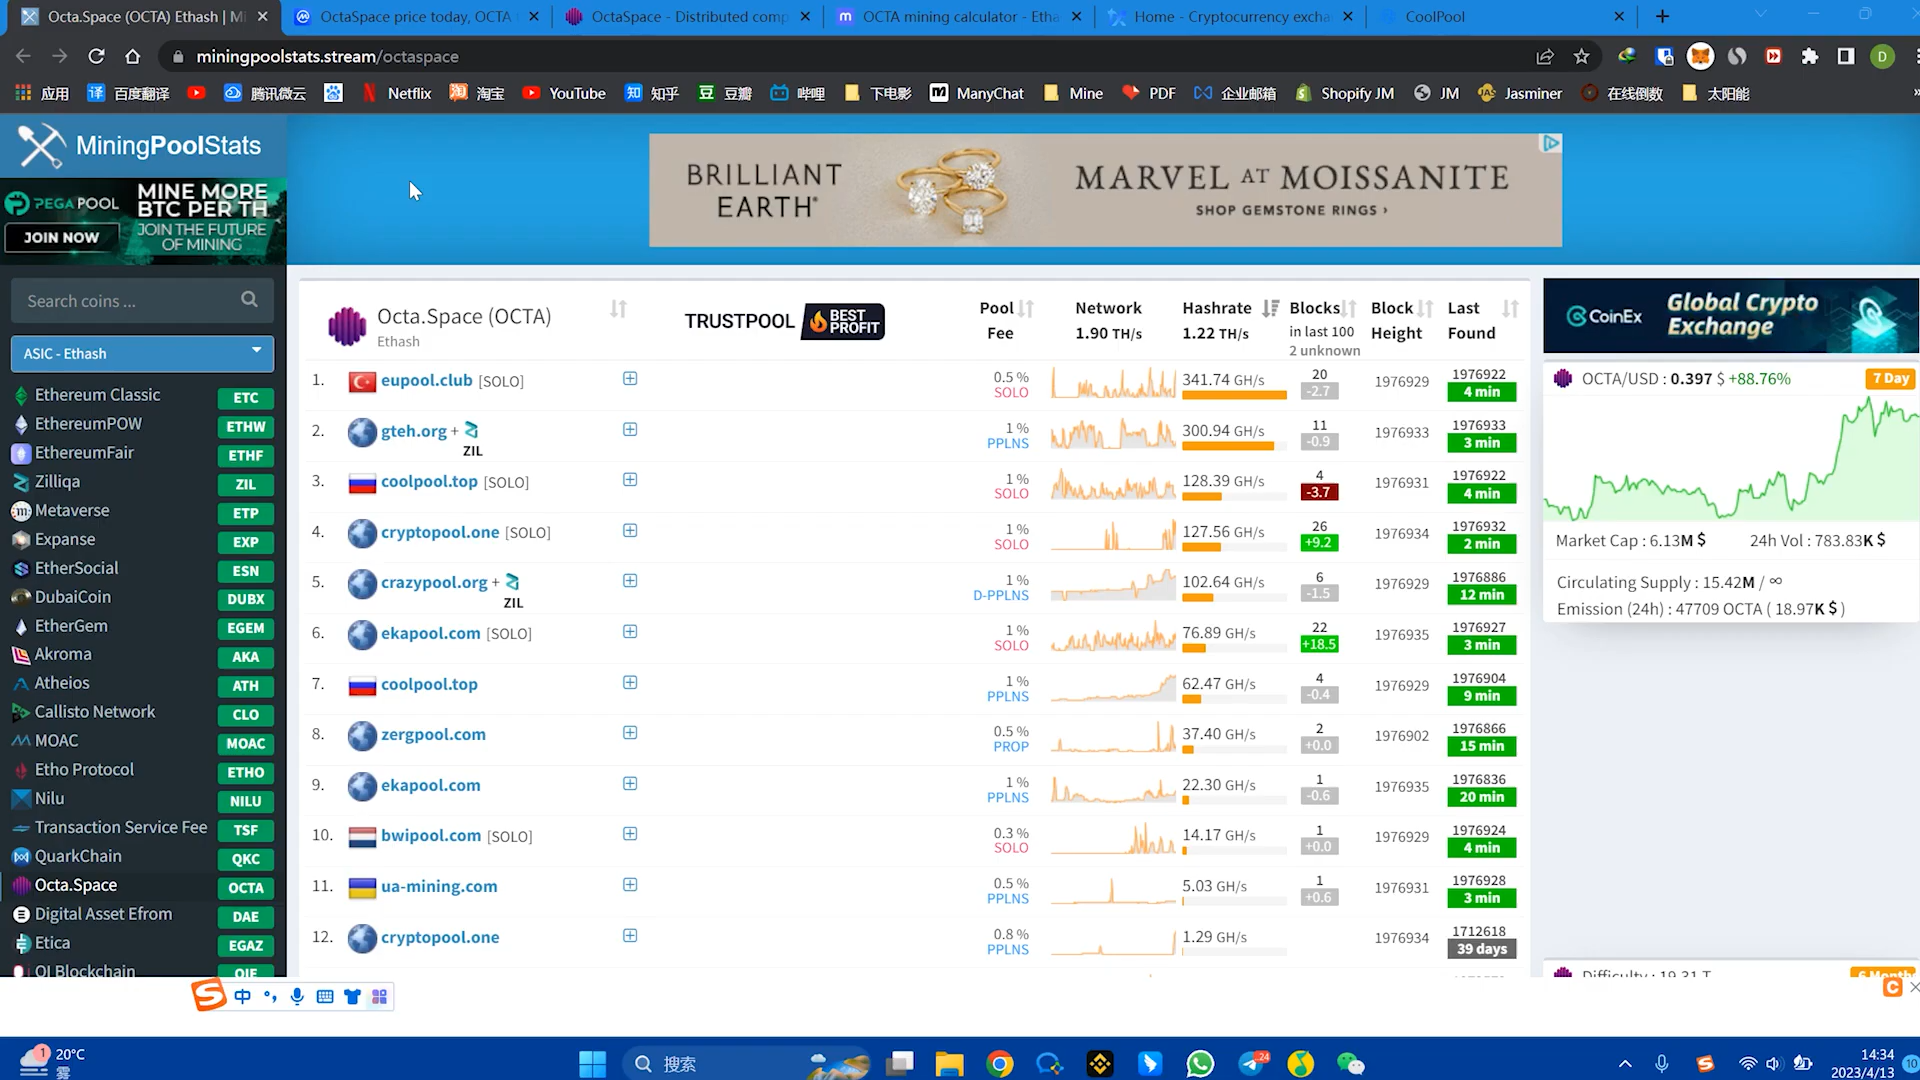 Octa.Space (OCTA) Ethash | Mi
OctaSpace price today, OCTA
OctaSpace - Distributed comp
OCTA mining calculator - Etha
Home - Cryptocurrency excha
CoolPool
miningpoolstats.stream/octaspace
D
应用
译 百度翻译
腾讯微云
Netflix
淘 淘宝
YouTube
知 知乎
豆 豆瓣
哔哩
下电影
ManyChat
Mine
PDF
企业邮箱
Shopify JM
JM
Jasminer
在线倒数
太阳能
MiningPoolStats
PEGA POOL
JOIN NOW
MINE MORE
BTC PER TH
JOIN THE FUTURE
OF MINING
BRILLIANT
EARTH
MARVEL AT MOISSANITE
SHOP GEMSTONE RINGS ›
Search coins ...
ASIC - Ethash
Ethereum Classic ETC
EthereumPOW ETHW
EthereumFair ETHF
Zilliqa ZIL
Metaverse ETP
Expanse EXP
EtherSocial ESN
DubaiCoin DUBX
EtherGem EGEM
Akroma AKA
Atheios ATH
Callisto Network CLO
MOAC MOAC
Etho Protocol ETHO
Nilu NILU
Transaction Service Fee TSF
QuarkChain QKC
Octa.Space OCTA
Digital Asset Efrom DAE
Etica EGAZ
QI Blockchain QIE
Octa.Space (OCTA)
Ethash
TRUSTPOOL BEST PROFIT
Pool Fee
Network 1.90 TH/s
Hashrate 1.22 TH/s
Blocks in last 100 2 unknown
Block Height
Last Found
1. eupool.club [SOLO] 0.5 % SOLO 341.74 GH/s 20 -2.7 1976929 1976922 4 min
2. gteh.org + ZIL 1 % PPLNS 300.94 GH/s 11 -0.9 1976933 1976933 3 min
3. coolpool.top [SOLO] 1 % SOLO 128.39 GH/s 4 -3.7 1976931 1976922 4 min
4. cryptopool.one [SOLO] 1 % SOLO 127.56 GH/s 26 +9.2 1976934 1976932 2 min
5. crazypool.org + ZIL 1 % D-PPLNS 102.64 GH/s 6 -1.5 1976929 1976886 12 min
6. ekapool.com [SOLO] 1 % SOLO 76.89 GH/s 22 +18.5 1976935 1976927 3 min
7. coolpool.top 1 % PPLNS 62.47 GH/s 4 -0.4 1976929 1976904 9 min
8. zergpool.com 0.5 % PROP 37.40 GH/s 2 +0.0 1976902 1976866 15 min
9. ekapool.com 1 % PPLNS 22.30 GH/s 1 -0.6 1976935 1976836 20 min
10. bwipool.com [SOLO] 0.3 % SOLO 14.17 GH/s 1 +0.0 1976929 1976924 4 min
11. ua-mining.com 0.5 % PPLNS 5.03 GH/s 1 +0.6 1976931 1976928 3 min
12. cryptopool.one 0.8 % PPLNS 1.29 GH/s 1976934 1712618 39 days
CoinEx
Global Crypto
Exchange
OCTA/USD : 0.397 $ +88.76% 7 Day
Market Cap : 6.13M $ 24h Vol : 783.83K $
Circulating Supply : 15.42M / ∞
Emission (24h) : 47709 OCTA ( 18.97K $ )
Difficulty : 19.31 T
6 Months
中
20°C
雾
搜索
24
14:34
2023/4/13
10